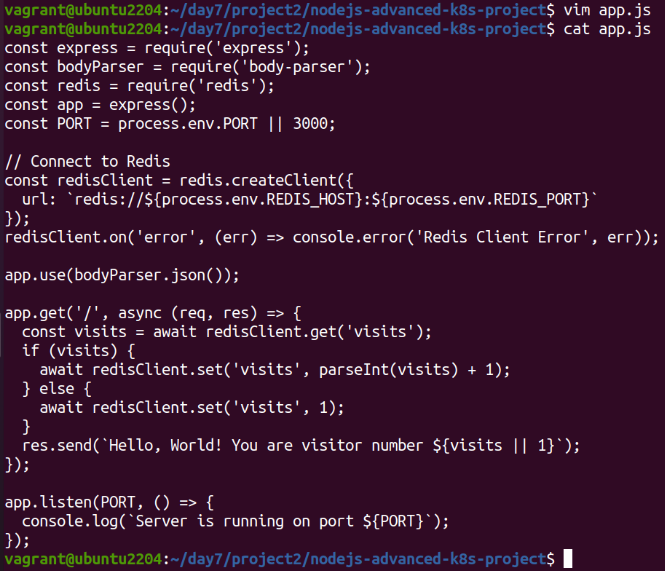 vagrant@ubuntu2204:~/day7/project2/nodejs-advanced-k8s-project$ vim app.js
vagrant@ubuntu2204:~/day7/project2/nodejs-advanced-k8s-project$ cat app.js
const express = require('express');
const bodyParser = require('body-parser');
const redis = require('redis');
const app = express();
const PORT = process.env.PORT || 3000;

// Connect to Redis
const redisClient = redis.createClient({
  url: `redis://${process.env.REDIS_HOST}:${process.env.REDIS_PORT}`
});
redisClient.on('error', (err) => console.error('Redis Client Error', err));

app.use(bodyParser.json());

app.get('/', async (req, res) => {
  const visits = await redisClient.get('visits');
  if (visits) {
    await redisClient.set('visits', parseInt(visits) + 1);
  } else {
    await redisClient.set('visits', 1);
  }
  res.send(`Hello, World! You are visitor number ${visits || 1}`);
});

app.listen(PORT, () => {
  console.log(`Server is running on port ${PORT}`);
});
vagrant@ubuntu2204:~/day7/project2/nodejs-advanced-k8s-project$